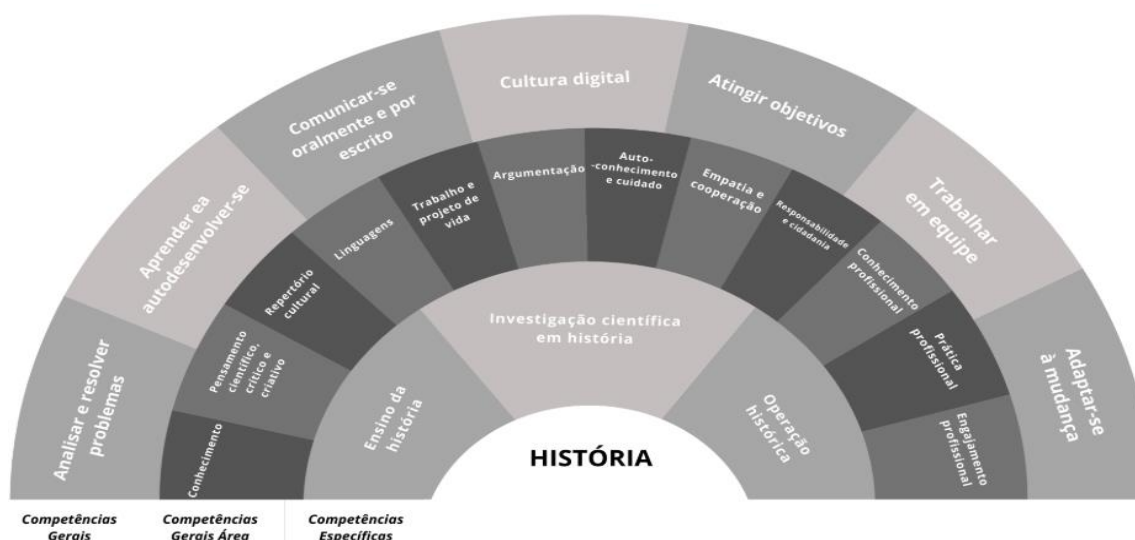 Analisar e resolver
problemas
Aprender ea
autodesenvolver-se
Comunicar-se
oralmente e por
escrito
Cultura digital
Atingir objetivos
Trabalhar
em equipe
Adaptar-se
à mudança
Conhecimento
Pensamento
científico,
crítico e
criativo
Repertório
cultural
Linguagens
Trabalho e
projeto de
vida
Argumentação
Auto-
-conhecimento
e cuidado
Empatia e
cooperação
Responsabilidade
e cidadania
Conhecimento
profissional
Prática
profissional
Engajamento
profissional
Ensino da
história
Investigação científica
em história
Operação
histórica
HISTÓRIA
Competências
Gerais
Competências
Gerais Área
Competências
Específicas